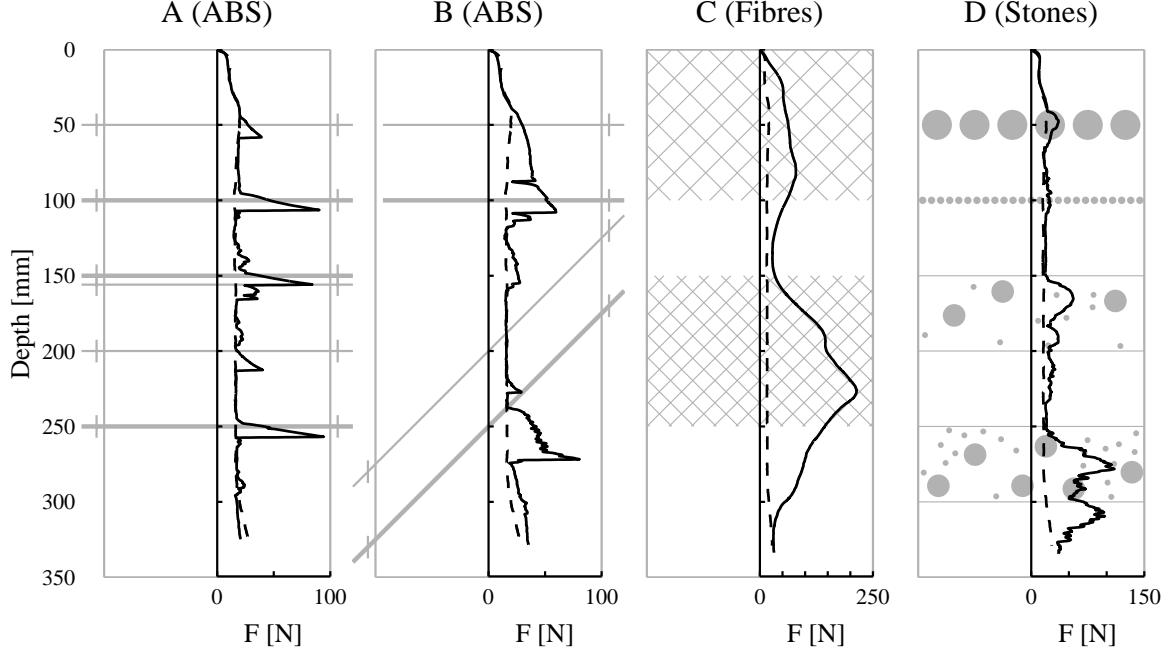 A (ABS)
B (ABS)
C (Fibres)
D (Stones)
0
50
100
150
200
250
300
350
Depth [mm]
0 100
0 100
0 250
0 150
F [N]
F [N]
F [N]
F [N]